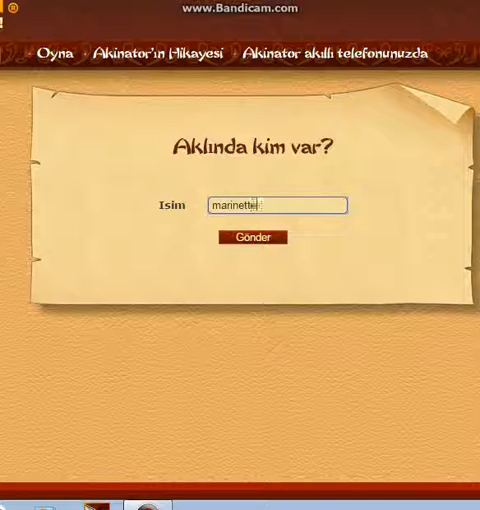 www.Bandicam.com
Oyna • Akinator'ın Hikayesi • Akinator akıllı telefonunuzda
Aklında kim var?
Isim
marinette
Gönder